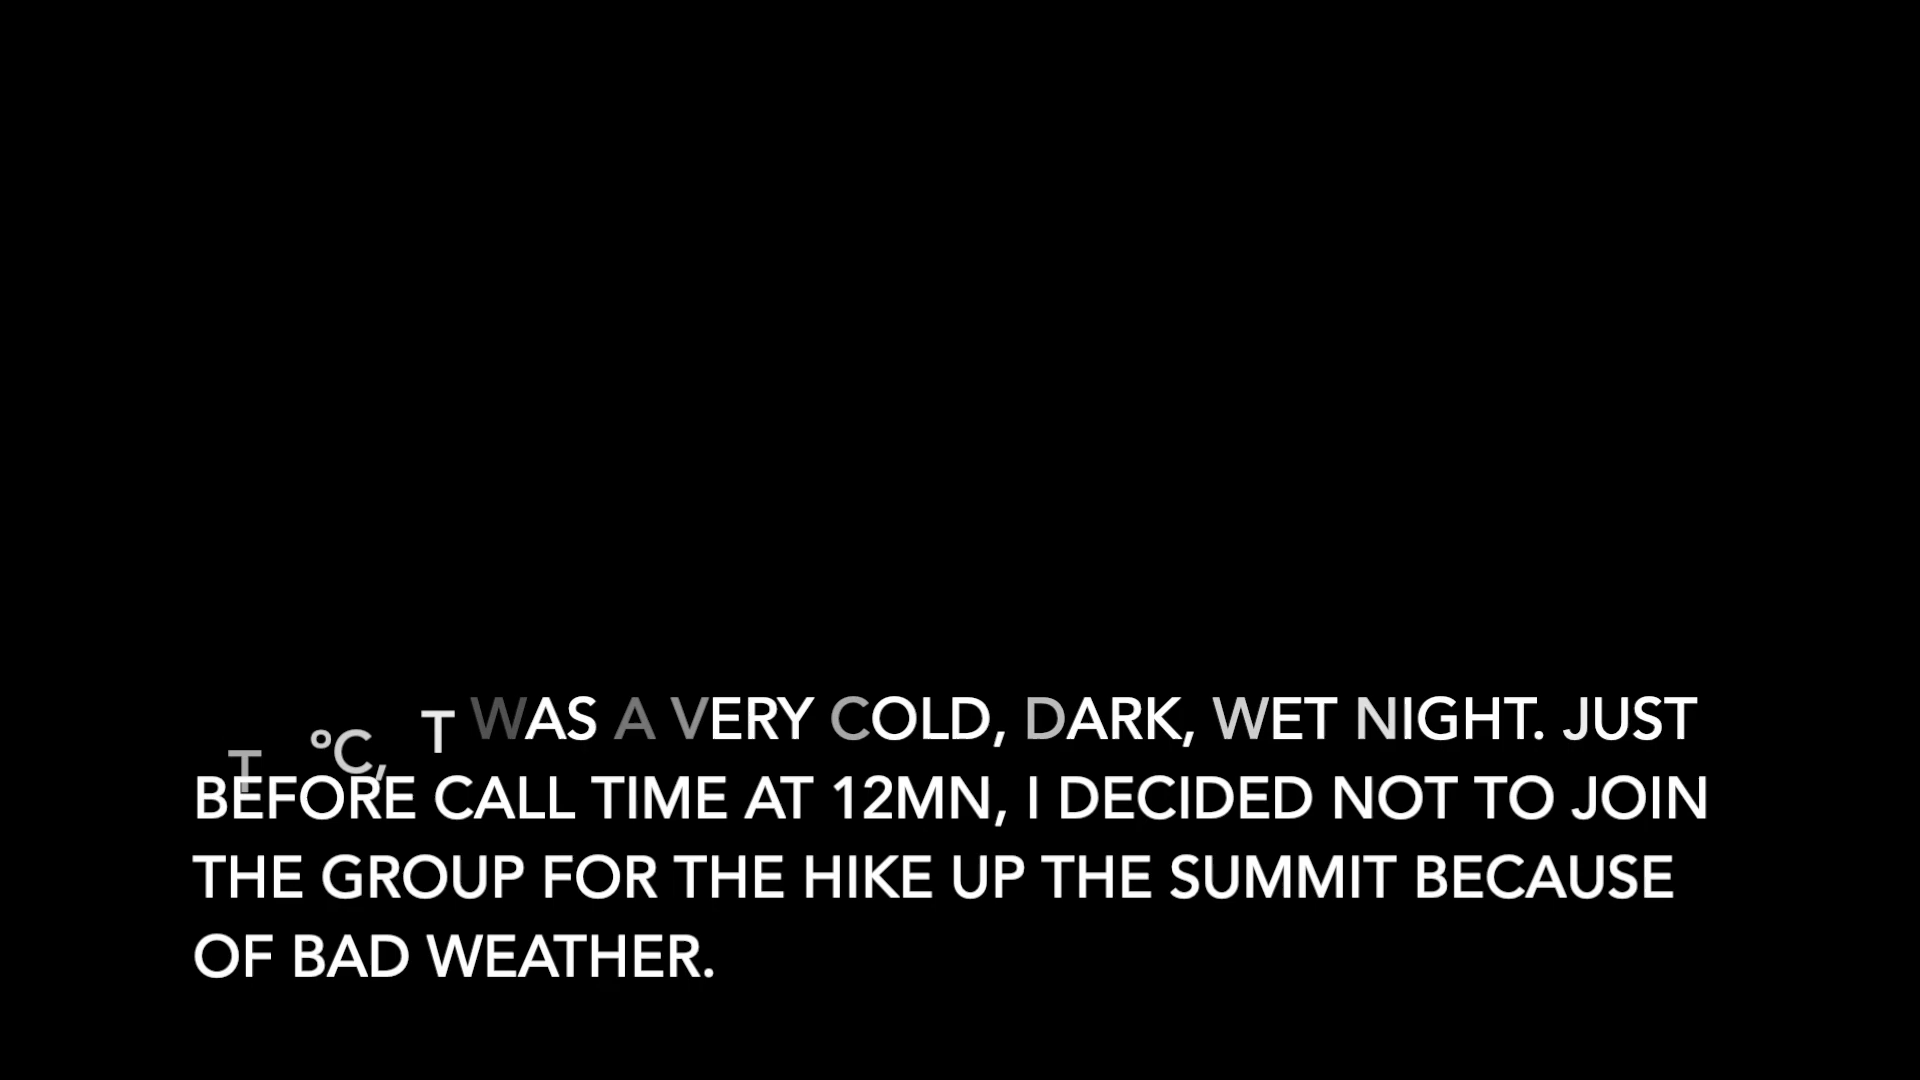 T °C, T WAS A VERY COLD, DARK, WET NIGHT. JUST
BEFORE CALL TIME AT 12MN, I DECIDED NOT TO JOIN
THE GROUP FOR THE HIKE UP THE SUMMIT BECAUSE
OF BAD WEATHER.